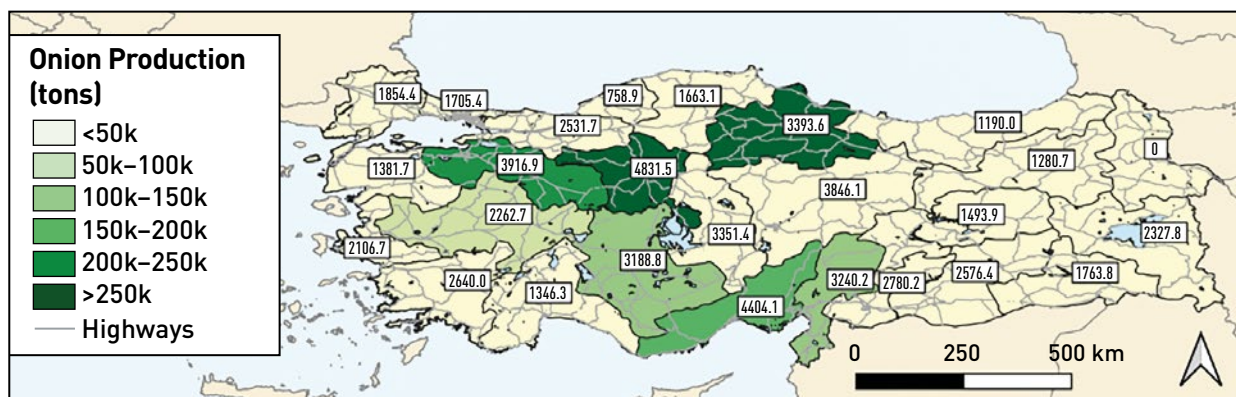 Onion Production
(tons)
<50k
50k–100k
100k–150k
150k–200k
200k–250k
>250k
Highways
1854.4
1705.4
758.9
1663.1
2531.7
3393.6
1190.0
1280.7
0
1381.7
3916.9
4831.5
3846.1
1493.9
2327.8
2262.7
3351.4
2106.7
3188.8
2640.0
1346.3
4404.1
3240.2
2780.2
2576.4
1763.8
0 250 500 km